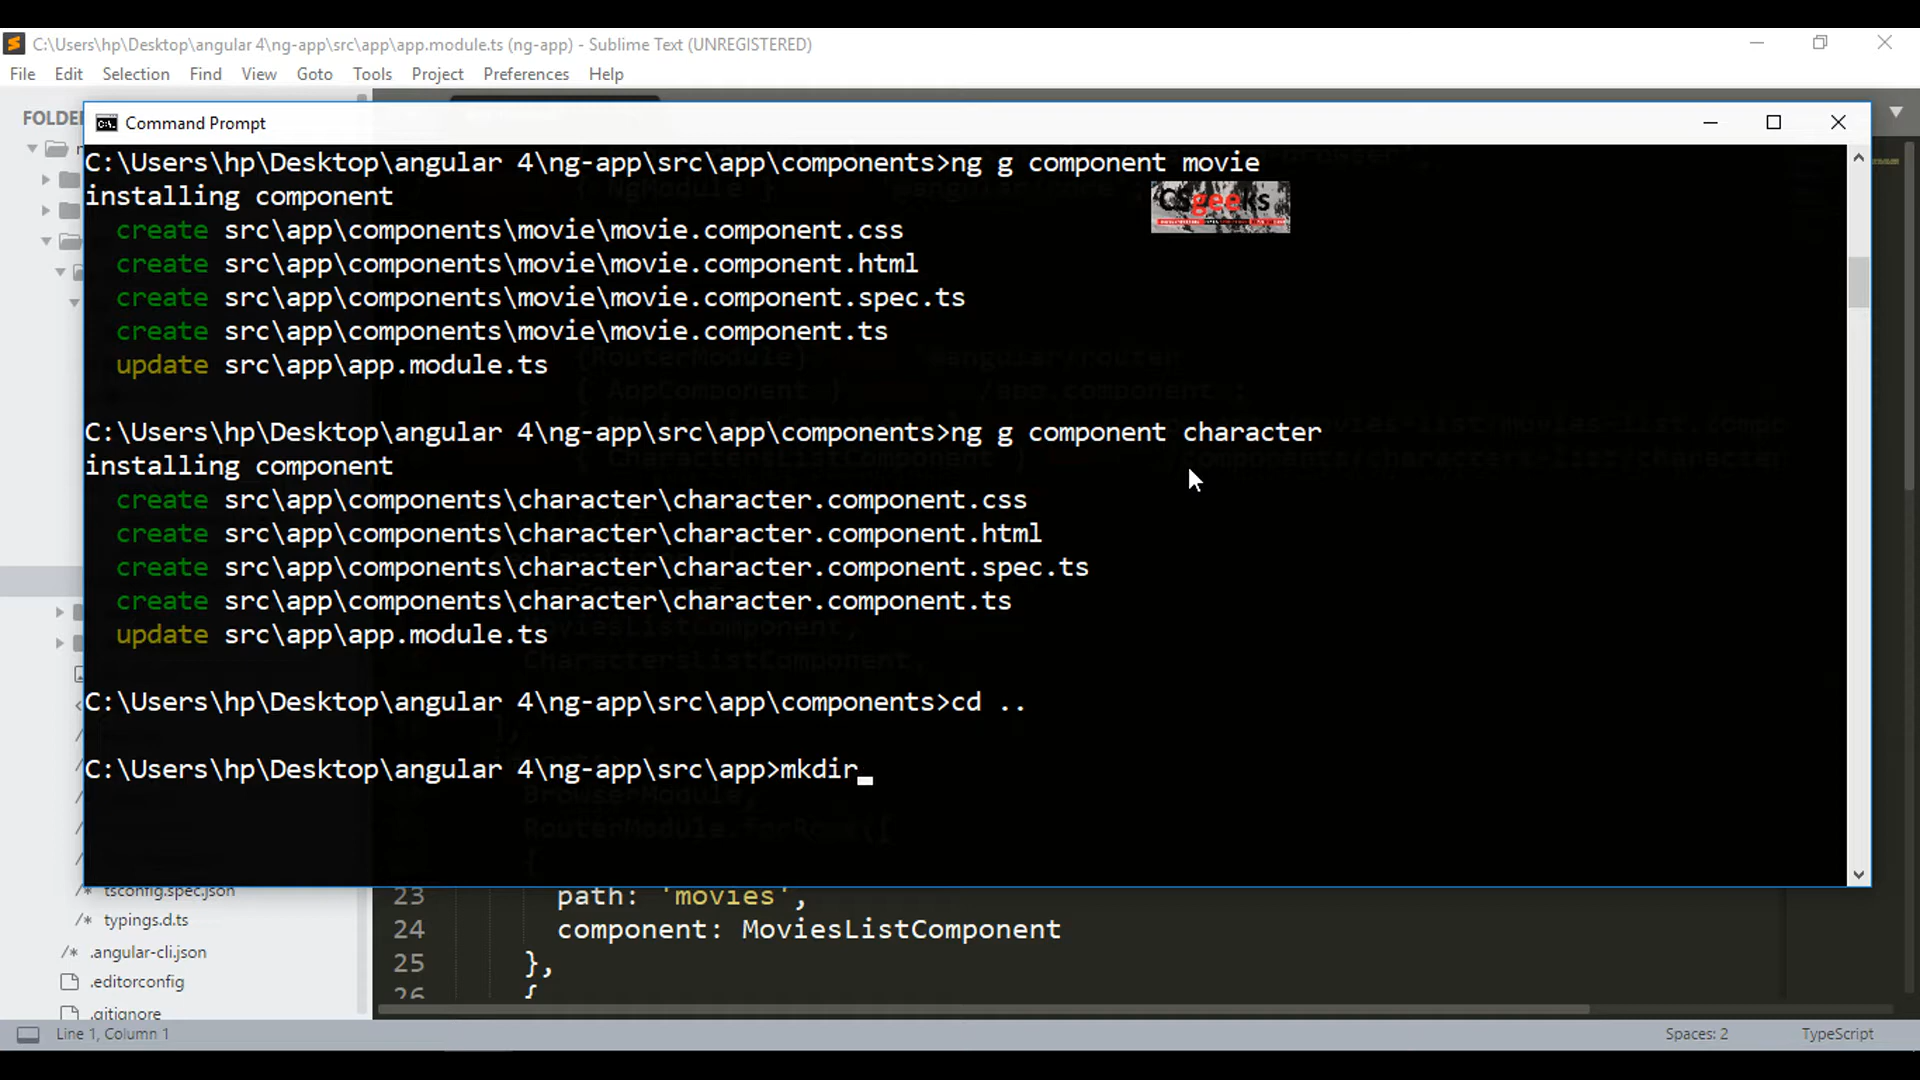 C:\Users\hp\Desktop\angular 4\ng-app\src\app\app.module.ts (ng-app) - Sublime Text (UNREGISTERED)
File Edit Selection Find View Goto Tools Project Preferences Help
FOLDE
Command Prompt
C:\Users\hp\Desktop\angular 4\ng-app\src\app\components>ng g component movie
installing component
CSgeeks
create src\app\components\movie\movie.component.css
create src\app\components\movie\movie.component.html
create src\app\components\movie\movie.component.spec.ts
create src\app\components\movie\movie.component.ts
update src\app\app.module.ts
C:\Users\hp\Desktop\angular 4\ng-app\src\app\components>ng g component character
installing component
create src\app\components\character\character.component.css
create src\app\components\character\character.component.html
create src\app\components\character\character.component.spec.ts
create src\app\components\character\character.component.ts
update src\app\app.module.ts
C:\Users\hp\Desktop\angular 4\ng-app\src\app\components>cd ..
C:\Users\hp\Desktop\angular 4\ng-app\src\app>mkdir_
tsconfig.spec.json
typings.d.ts
.angular-cli.json
.editorconfig
.gitignore
23 path: 'movies',
24 component: MoviesListComponent
25 },
26 {
Line 1, Column 1
Spaces: 2
TypeScript